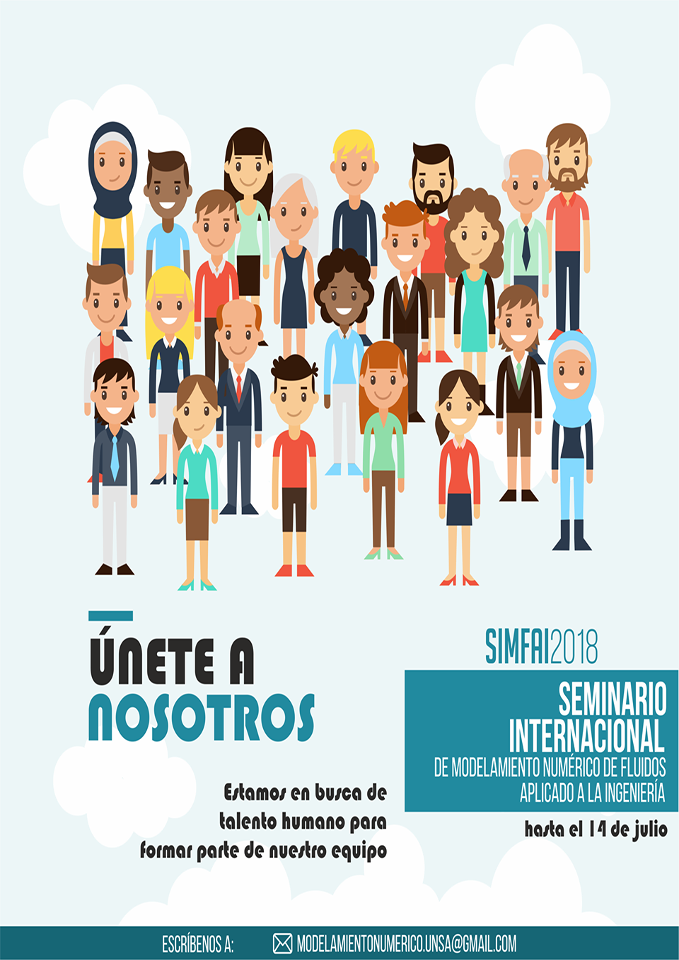 ÚNETE A
NOSOTROS
Estamos en busca de
talento humano para
formar parte de nuestro equipo
SIMFAI2018
SEMINARIO
INTERNACIONAL
DE MODELAMIENTO NUMÉRICO DE FLUIDOS
APLICADO A LA INGENIERÍA
hasta el 14 de julio
ESCRÍBENOS A: MODELAMIENTONUMERICO.UNSA@GMAIL.COM